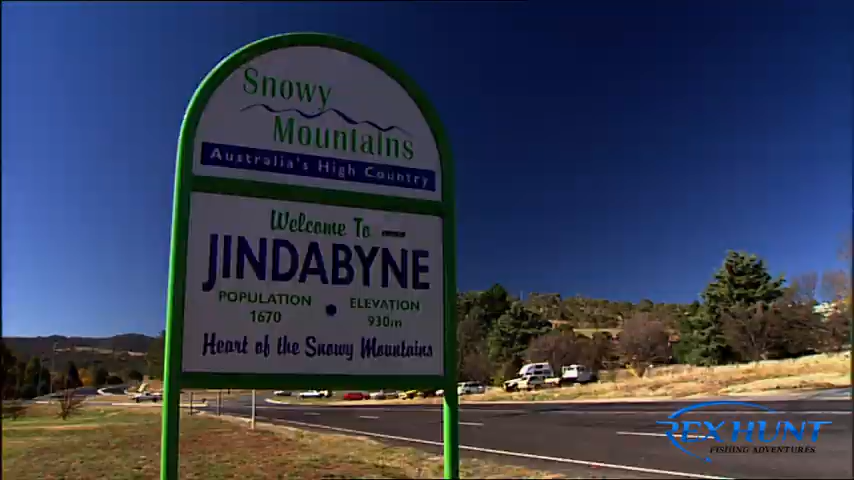 Snowy
Mountains
Australia's High Country
Welcome To
JINDABYNE
POPULATION
1670
ELEVATION
930m
Heart of the Snowy Mountains
REX HUNT
FISHING ADVENTURES